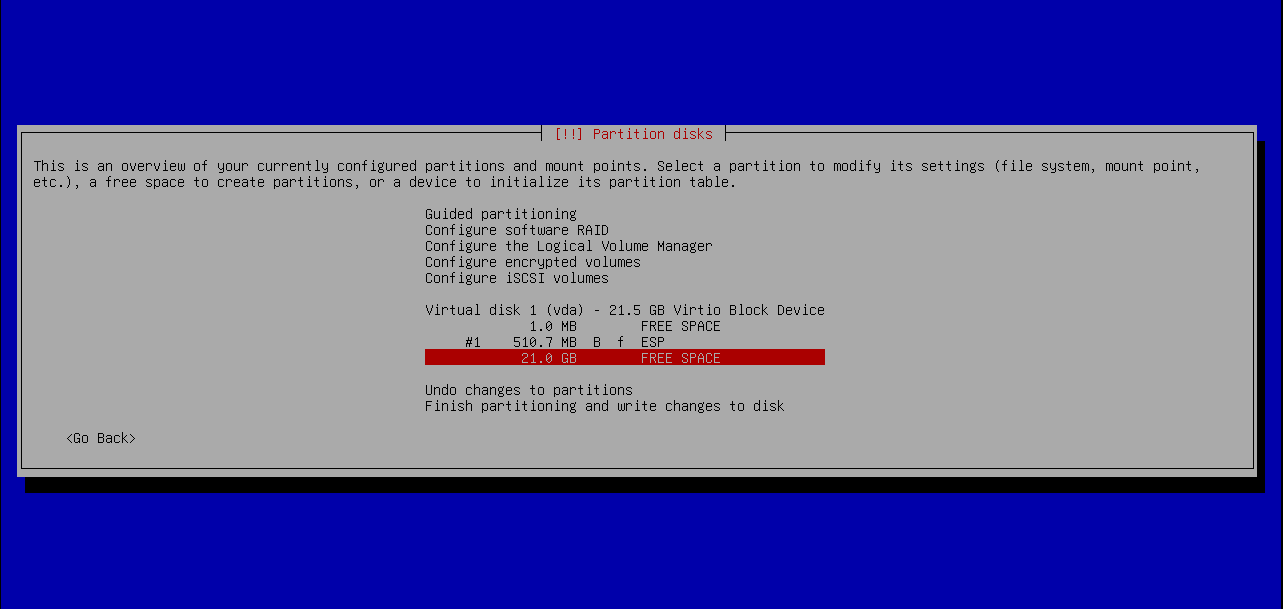 [!!] Partition disks
This is an overview of your currently configured partitions and mount points. Select a partition to modify its settings (file system, mount point,
etc.), a free space to create partitions, or a device to initialize its partition table.
Guided partitioning
Configure software RAID
Configure the Logical Volume Manager
Configure encrypted volumes
Configure iSCSI volumes
Virtual disk 1 (vda) - 21.5 GB Virtio Block Device
1.0 MB FREE SPACE
#1 510.7 MB B f ESP
21.0 GB FREE SPACE
Undo changes to partitions
Finish partitioning and write changes to disk
<Go Back>